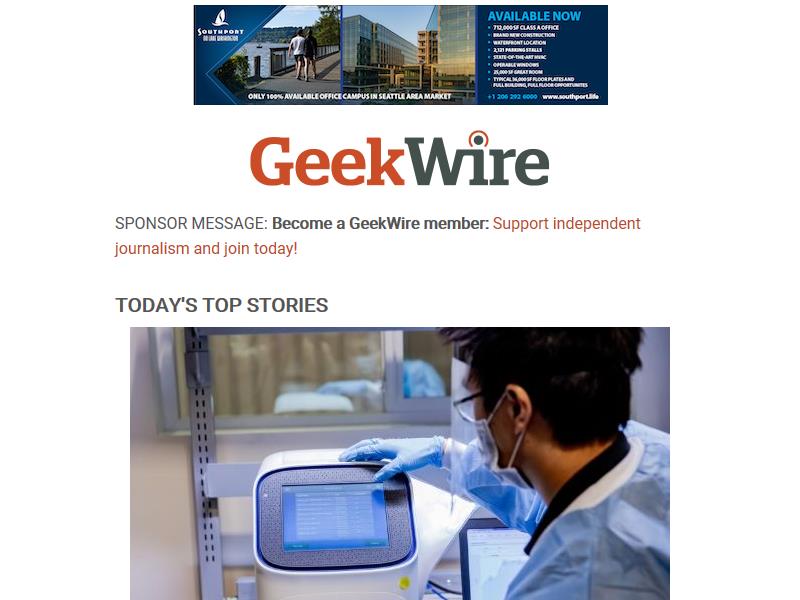 SOUTHPORT
ON LAKE WASHINGTON
AVAILABLE NOW
712,000 SF CLASS A OFFICE
BRAND NEW CONSTRUCTION
WATERFRONT LOCATION
2,121 PARKING STALLS
STATE-OF-THE-ART HVAC
OPERABLE WINDOWS
25,000 SF GREAT ROOM
TYPICAL 36,000 SF FLOOR PLATES AND
FULL BUILDING, FULL FLOOR OPPORTUNITES
ONLY 100% AVAILABLE OFFICE CAMPUS IN SEATTLE AREA MARKET
+1 206 292 6000 www.southport.life
GeekWire
SPONSOR MESSAGE: Become a GeekWire member: Support independent
journalism and join today!
TODAY'S TOP STORIES